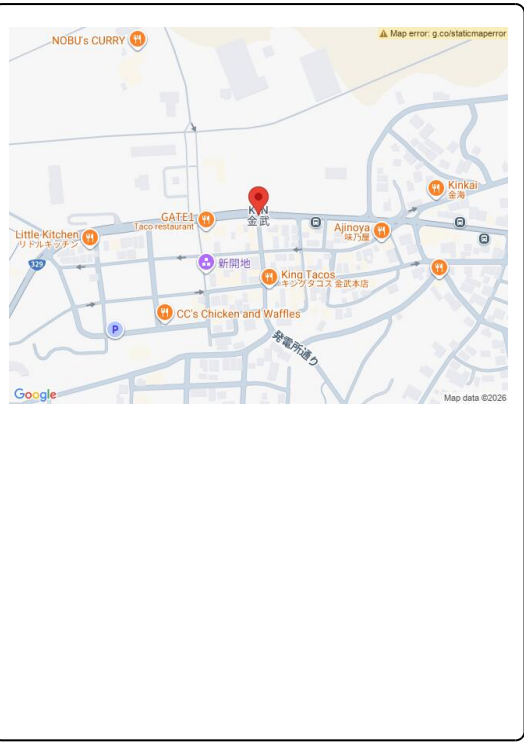 NOBU's CURRY
Map error: g.co/staticmaperror
Kinkai
金海
GATE1
Taco restaurant
金武
Ajinoya
味乃屋
Little Kitchen
リトルキッチン
329
新開地
King Tacos
キングタコス 金武本店
CC's Chicken and Waffles
P
発電所通り
Google
Map data ©2026